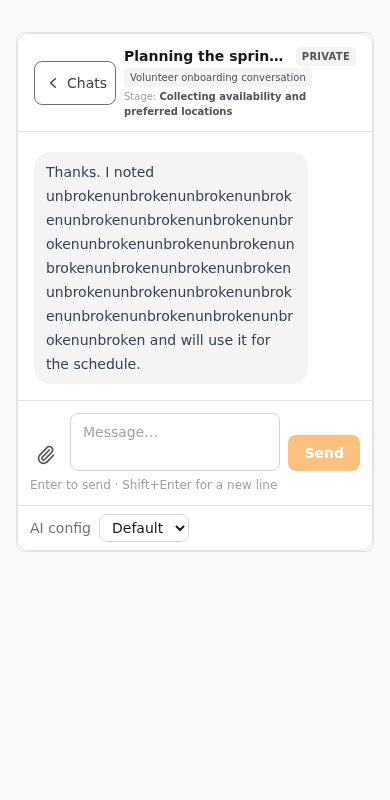 Chats
Planning the sprin…
PRIVATE
Volunteer onboarding conversation
Stage: Collecting availability and
preferred locations
Thanks. I noted
unbrokenunbrokenunbrokenunbrok
enunbrokenunbrokenunbrokenunbr
okenunbrokenunbrokenunbrokenun
brokenunbrokenunbrokenunbroken
unbrokenunbrokenunbrokenunbrok
enunbrokenunbrokenunbrokenunbr
okenunbroken and will use it for
the schedule.
Message…
Send
Enter to send · Shift+Enter for a new line
AI config
Default